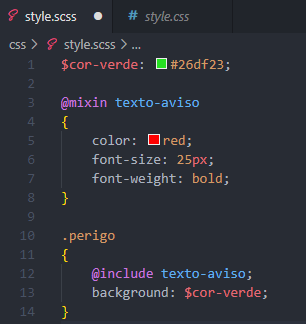 style.scss style.css
css > style.scss > ...
1 $cor-verde: #26df23;
2
3 @mixin texto-aviso
4 {
5 color: red;
6 font-size: 25px;
7 font-weight: bold;
8 }
9
10 .perigo
11 {
12 @include texto-aviso;
13 background: $cor-verde;
14 }